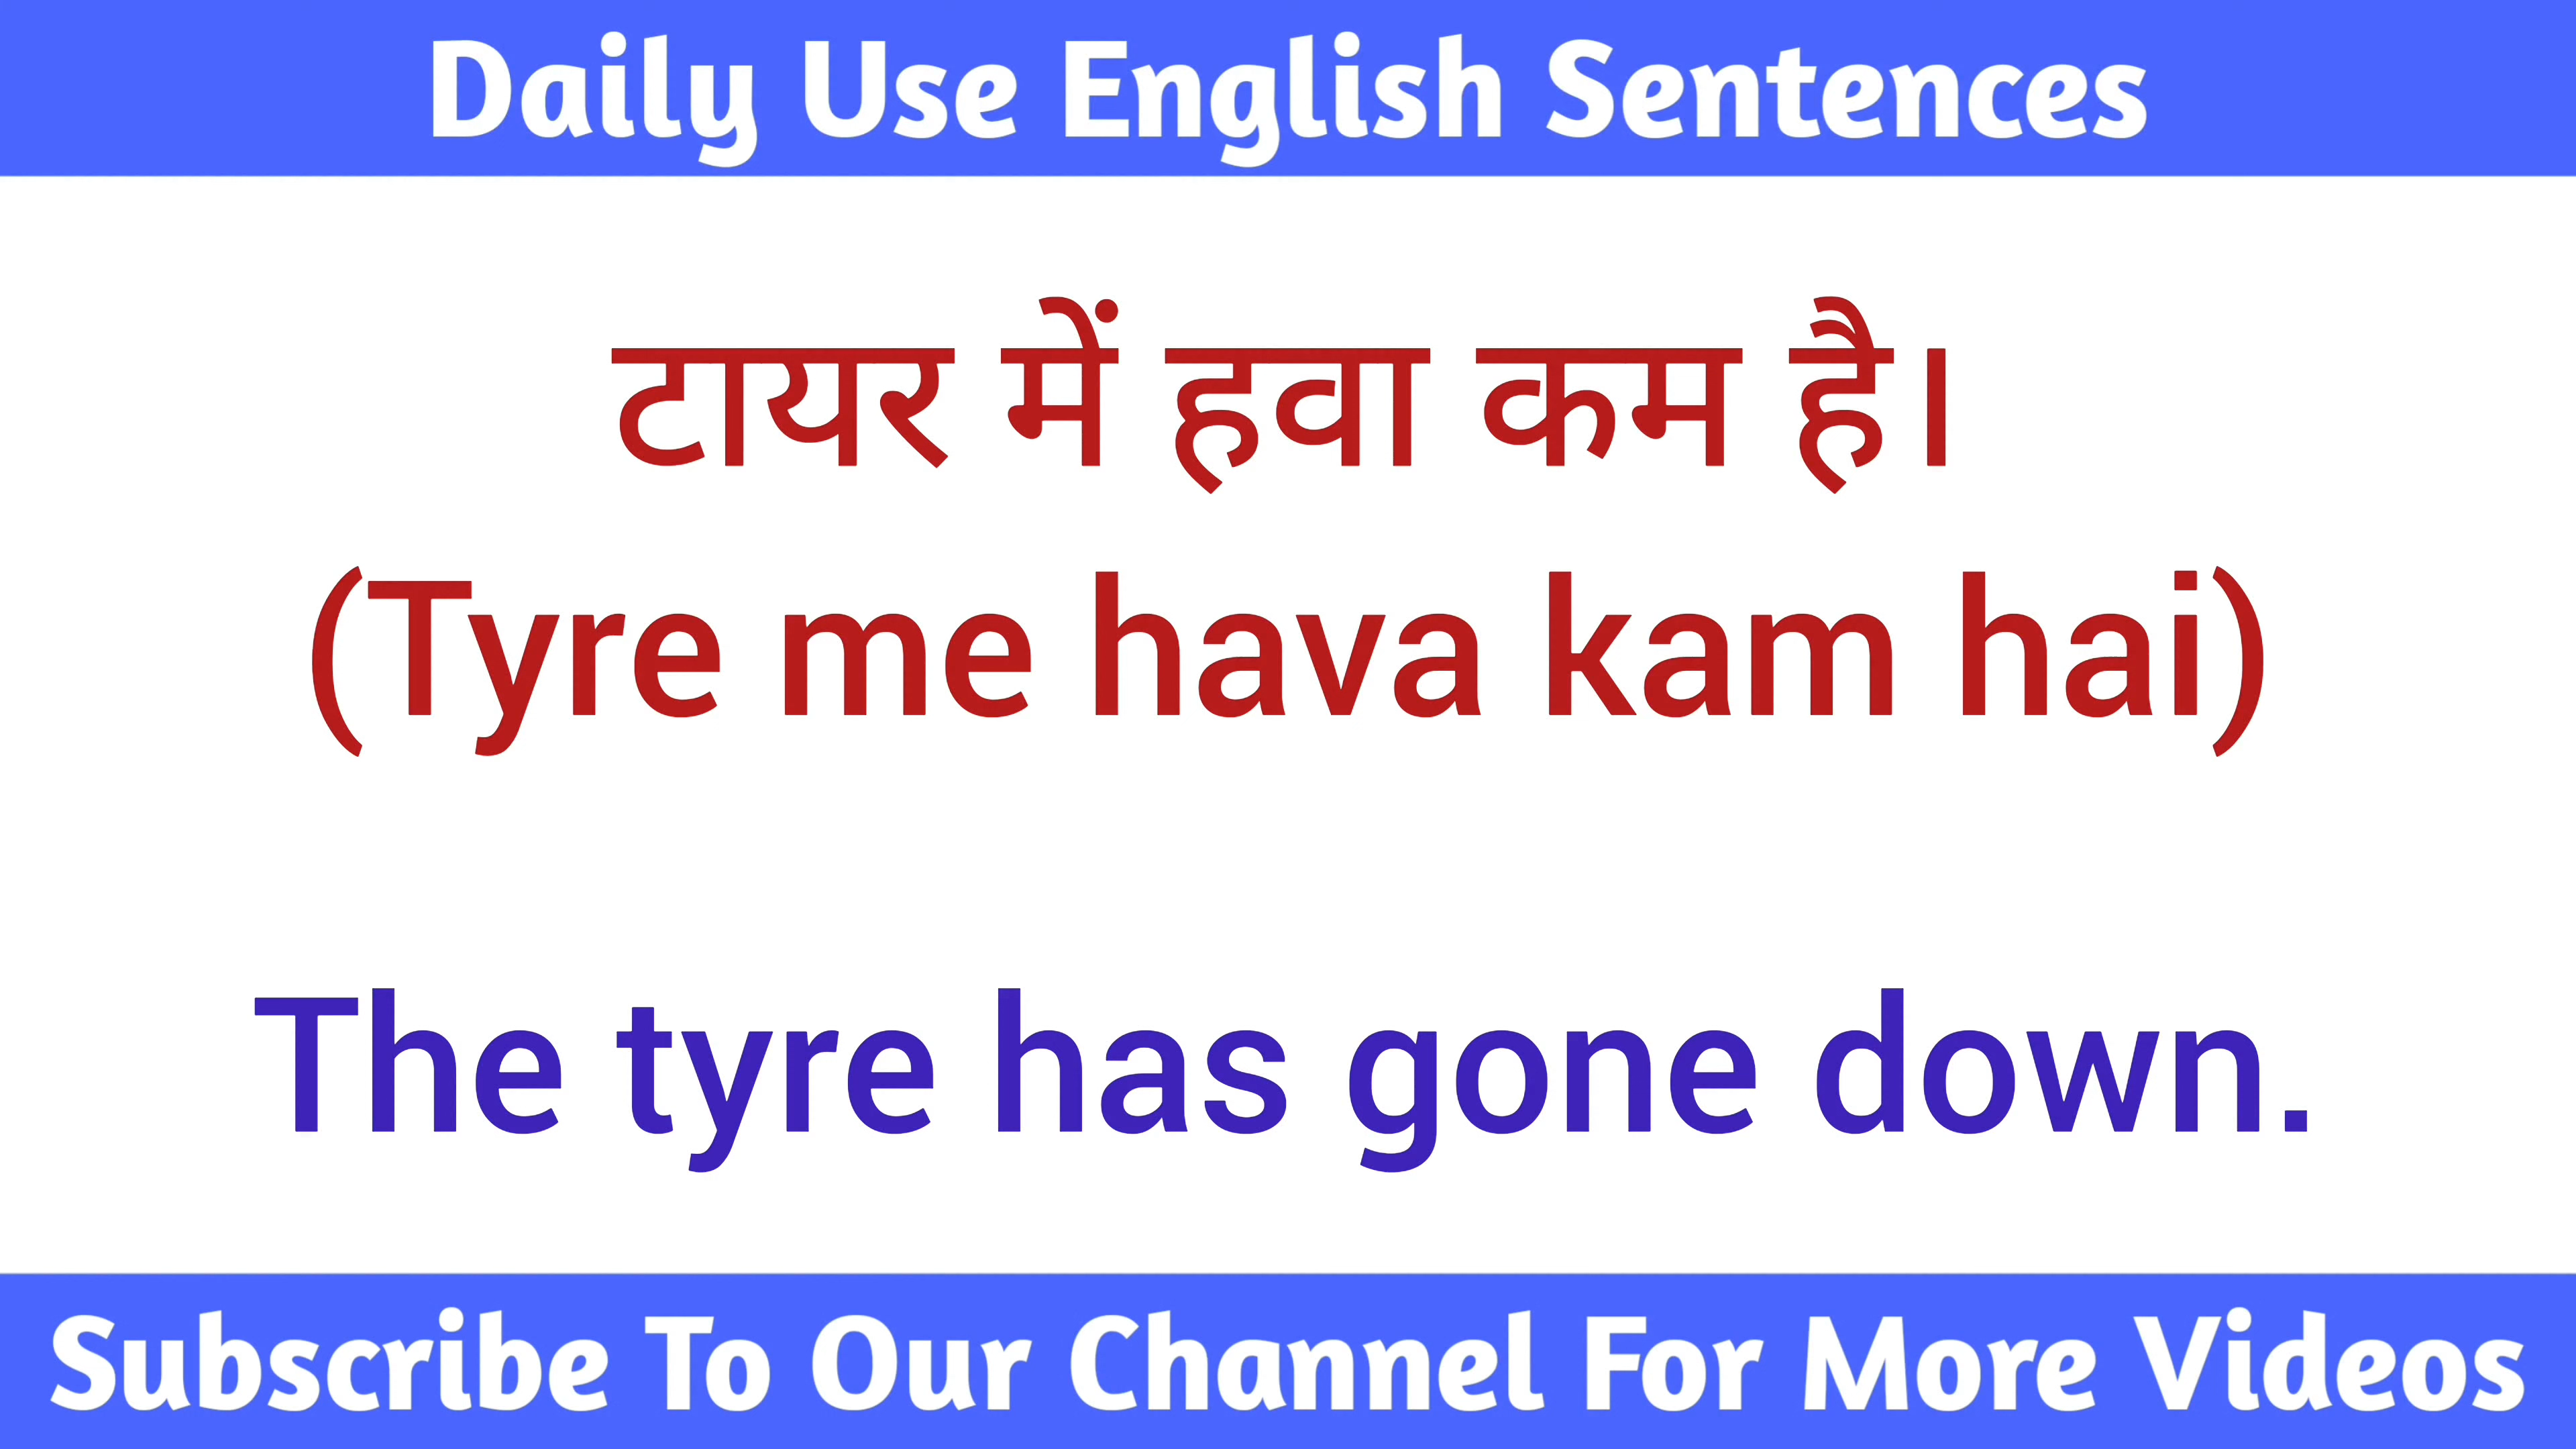 Daily Use English Sentences
टायर में हवा कम है।
(Tyre me hava kam hai)
The tyre has gone down.
Subscribe To Our Channel For More Videos